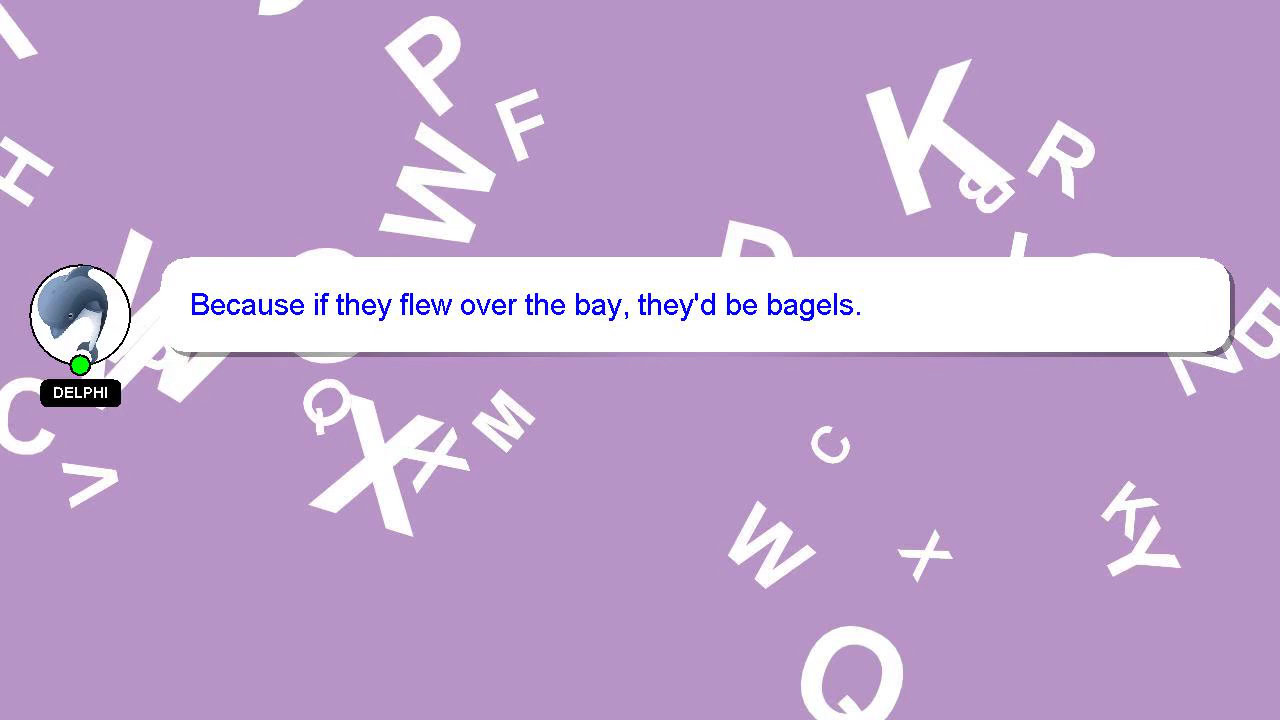 P
F
K
R
H
W
B
D
Because if they flew over the bay, they'd be bagels.
DELPHI
B
N
W
C
Q
X
X
M
C
V
W
X
K
Y
Q